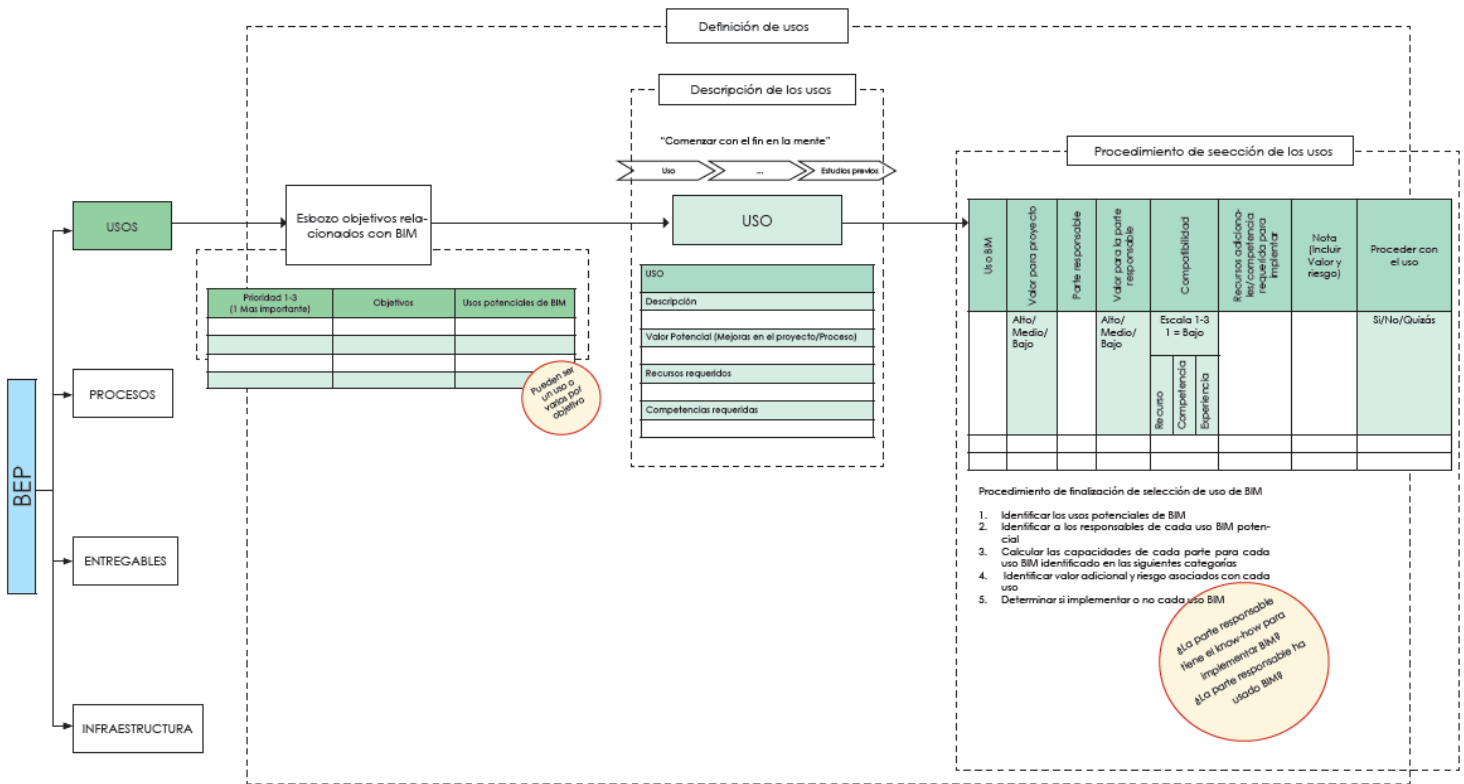 Definición de usos
Descripción de los usos
"Comenzar con el fin en la mente"
Uso
...
Estudios previos
Procedimiento de seección de los usos
BEP
USOS
PROCESOS
ENTREGABLES
INFRAESTRUCTURA
Esbozo objetivos rela-
cionados con BIM
Prioridad 1-3
(1 Mas importante)
Objetivos
Usos potenciales de BIM
Pueden ser
un uso o
varios por
objetivo
USO
USO
Descripción
Valor Potencial (Mejoras en el proyecto/Proceso)
Recursos requeridos
Competencias requeridas
Uso BIM
Valor para proyecto
Parte responsable
Valor para la parte
responsable
Compatibilidad
Recursos adiciona-
les/competencia
requerida para
implentar
Nota
(Incluir
Valor y
riesgo)
Proceder con
el uso
Alto/
Medio/
Bajo
Alto/
Medio/
Bajo
Escala 1-3
1 = Bajo
Recurso
Competencia
Experiencia
Si/No/Quizás
Procedimiento de finalización de selección de uso de BIM
1. Identificar los usos potenciales de BIM
2. Identificar a los responsables de cada uso BIM poten-
cial
3. Calcular las capacidades de cada parte para cada
uso BIM identificado en las siguientes categorías
4. Identificar valor adicional y riesgo asociados con cada
uso
5. Determinar si implementar o no cada uso BIM
¿La parte responsable
tiene el know-how para
implementar BIM?
¿La parte responsable ha
usado BIM?